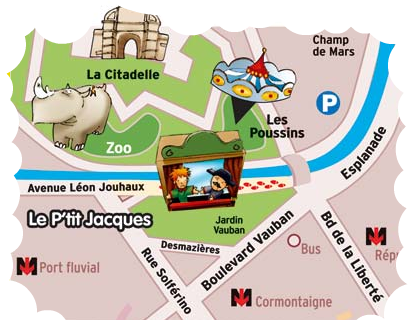 Champ
de Mars
La Citadelle
P
Les
Poussins
Zoo
Esplanade
Avenue Léon Jouhaux
Le P'tit Jacques
Jardin
Vauban
Desmazières
Boulevard Vauban
Bd de la Liberté
Rue Solférino
Bus
Port fluvial
Cormontaigne